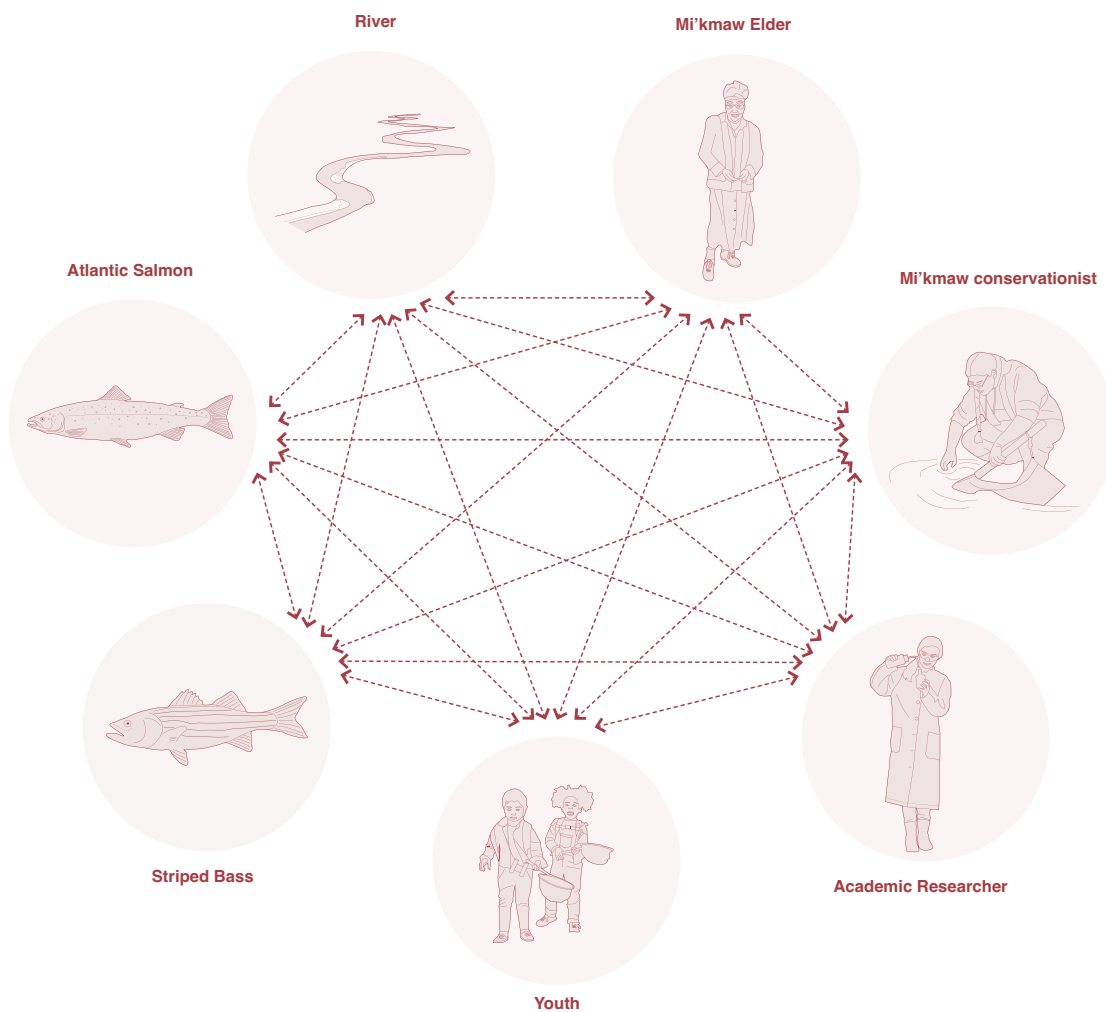 River
Mi’kmaw Elder
Atlantic Salmon
Mi’kmaw conservationist
Striped Bass
Academic Researcher
Youth